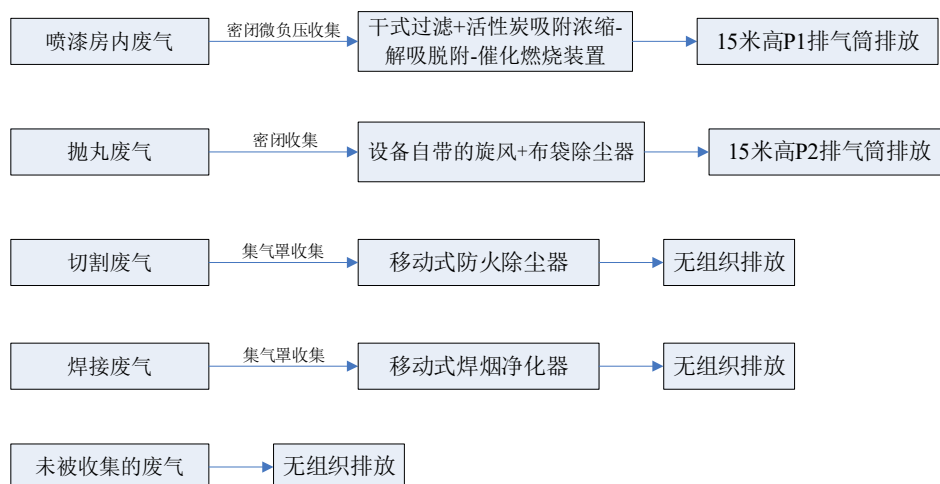 喷漆房内废气
密闭微负压收集
干式过滤+活性炭吸附浓缩-
解吸脱附-催化燃烧装置
15米高P1排气筒排放
抛丸废气
密闭收集
设备自带的旋风+布袋除尘器
15米高P2排气筒排放
切割废气
集气罩收集
移动式防火除尘器
无组织排放
焊接废气
集气罩收集
移动式焊烟净化器
无组织排放
未被收集的废气
无组织排放